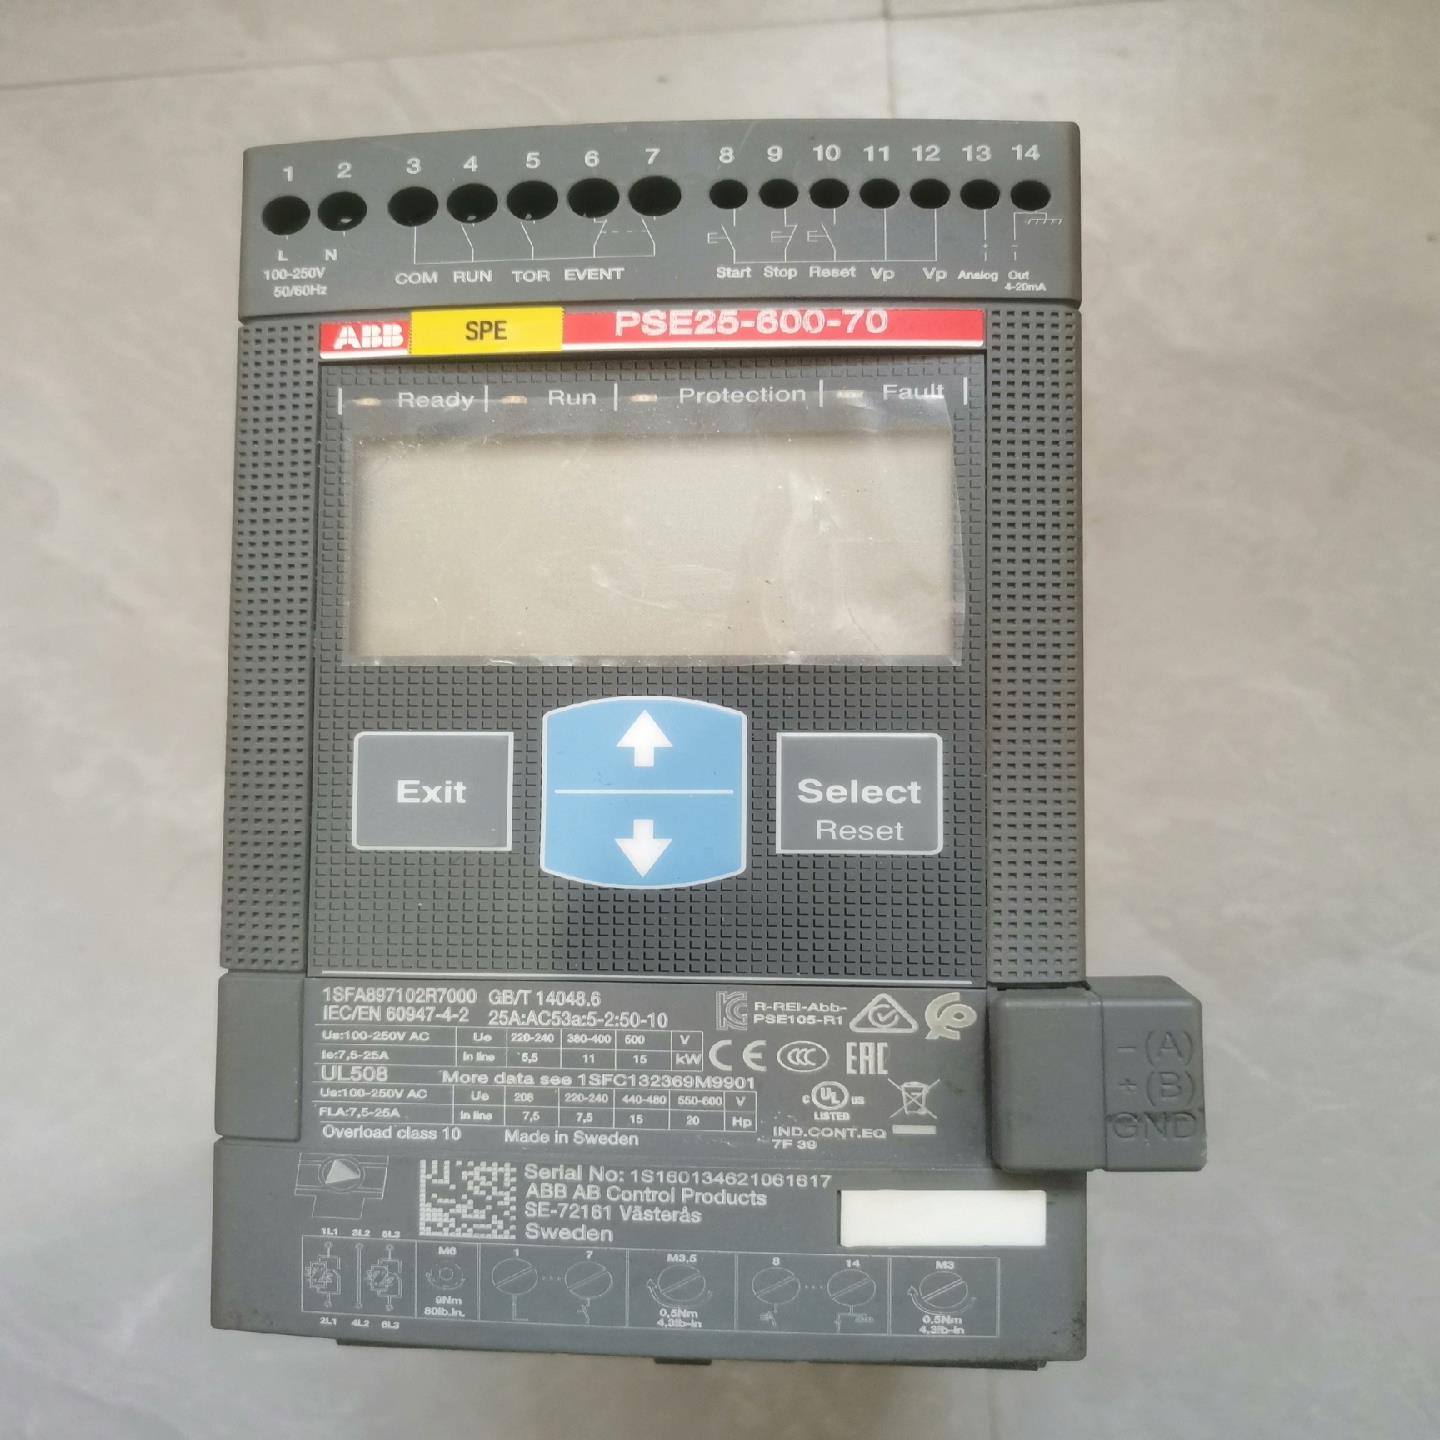 1 2 3 4 5 6 7 8 9 10 11 12 13 14
L N
100-250V
50/60Hz
COM RUN TOR EVENT Start Stop Reset Vp Vp Analog Out
4-20mA
ABB SPE PSE25-600-70
Ready Run Protection Fault
Exit
Select
Reset
1SFA897102R7000 GB/T 14048.6
IEC/EN 60947-4-2 25A:AC53a:5-2:50-10
Us:100-250V AC Ue 220-240 380-400 500 V
Ie:7,5-25A In line 5,5 11 15 kW
UL508 More data see 1SFC132369M9901
Us:100-250V AC Ue 208 220-240 440-480 550-600 V
FLA:7,5-25A In line 7,5 7,5 15 20 Hp
Overload class 10 Made in Sweden
R-REI-Abb-
PSE105-R1
CE CCC EAC
C UL US
LISTED
IND.CONT.EQ
7F 39
- (A)
+ (B)
GND
Serial No: 1S160134621061617
ABB AB Control Products
SE-72161 Västerås
Sweden
1L1 3L2 5L3
2L1 4L2 6L3
M6
9Nm
80lb.in.
1 7
M3,5
0,5Nm
4,3lb-in
8 14
M3
0,5Nm
4,3lb-in